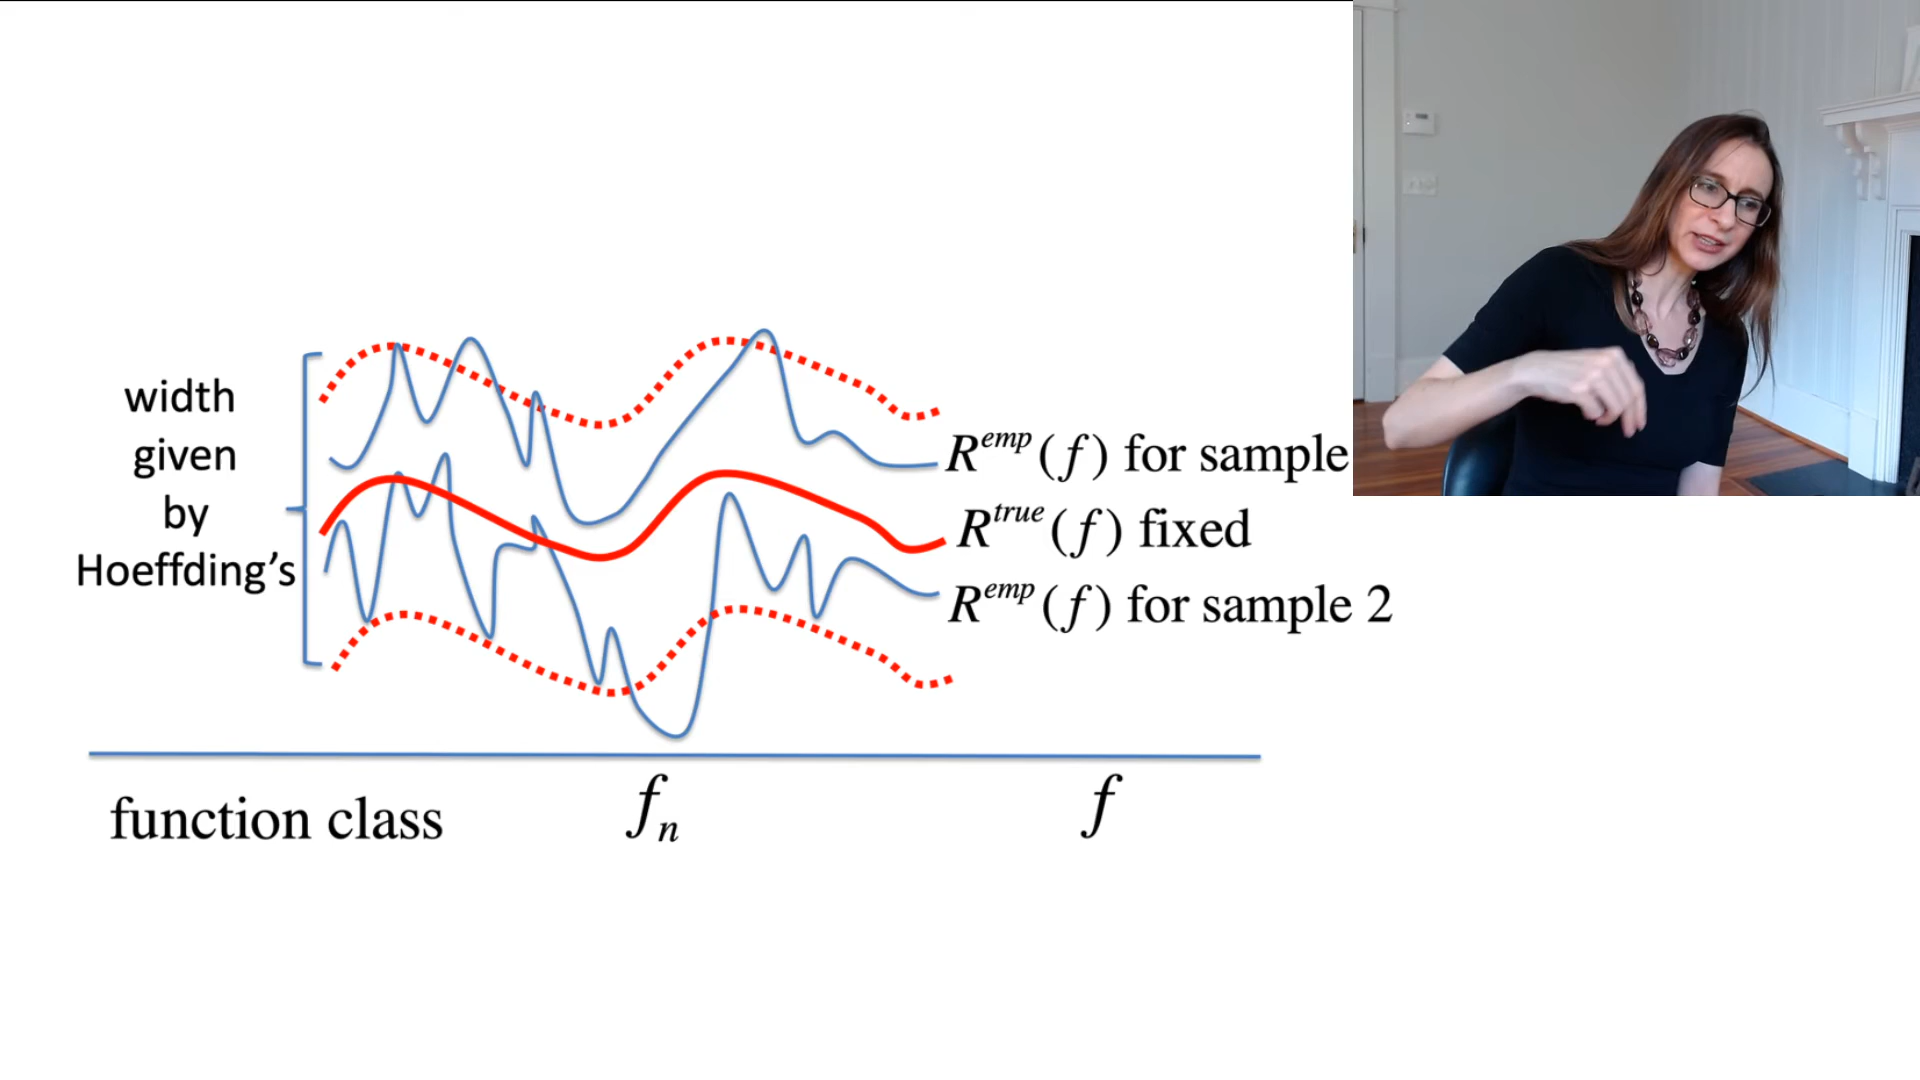 width
given
by
Hoeffding's
R^{emp}(f) for sample
R^{true}(f) fixed
R^{emp}(f) for sample 2
function class
f_n
f